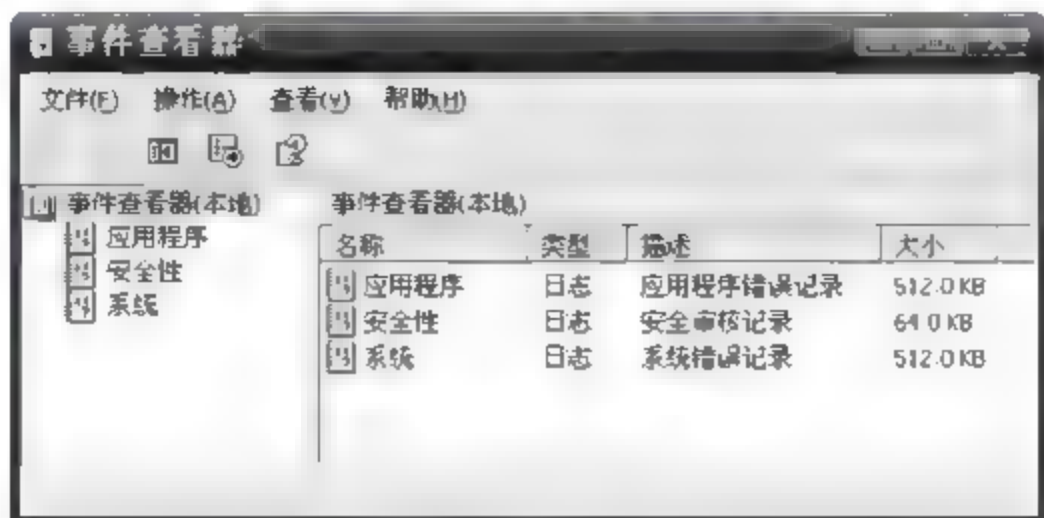 事件查看器
文件(F) 操作(A) 查看(V) 帮助(H)
事件查看器(本地)
应用程序
安全性
系统
事件查看器(本地)
名称 类型 描述 大小
应用程序 日志 应用程序错误记录 512.0 KB
安全性 日志 安全审核记录 64.0 KB
系统 日志 系统错误记录 512.0 KB